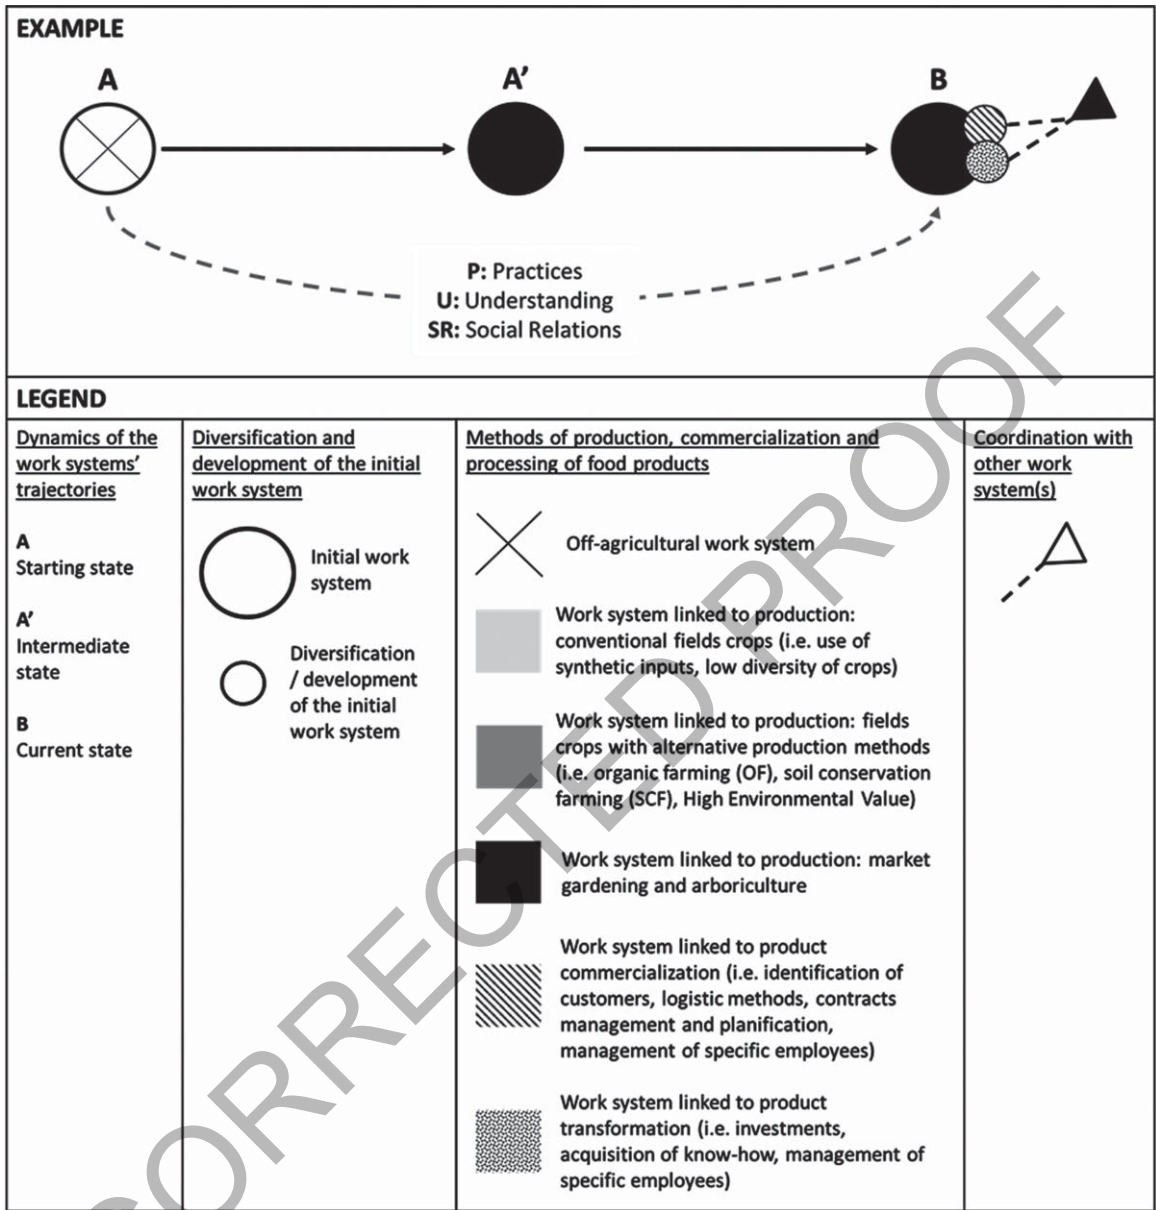 EXAMPLE
A
A’
B
P: Practices
U: Understanding
SR: Social Relations
LEGEND
Dynamics of the
work systems’
trajectories
A
Starting state
A’
Intermediate
state
B
Current state
Diversification and
development of the initial
work system
Initial work
system
Diversification
/ development
of the initial
work system
Methods of production, commercialization and
processing of food products
Off-agricultural work system
Work system linked to production:
conventional fields crops (i.e. use of
synthetic inputs, low diversity of crops)
Work system linked to production: fields
crops with alternative production methods
(i.e. organic farming (OF), soil conservation
farming (SCF), High Environmental Value)
Work system linked to production: market
gardening and arboriculture
Work system linked to product
commercialization (i.e. identification of
customers, logistic methods, contracts
management and planification,
management of specific employees)
Work system linked to product
transformation (i.e. investments,
acquisition of know-how, management of
specific employees)
Coordination with
other work
system(s)
CORRECTED PROOF